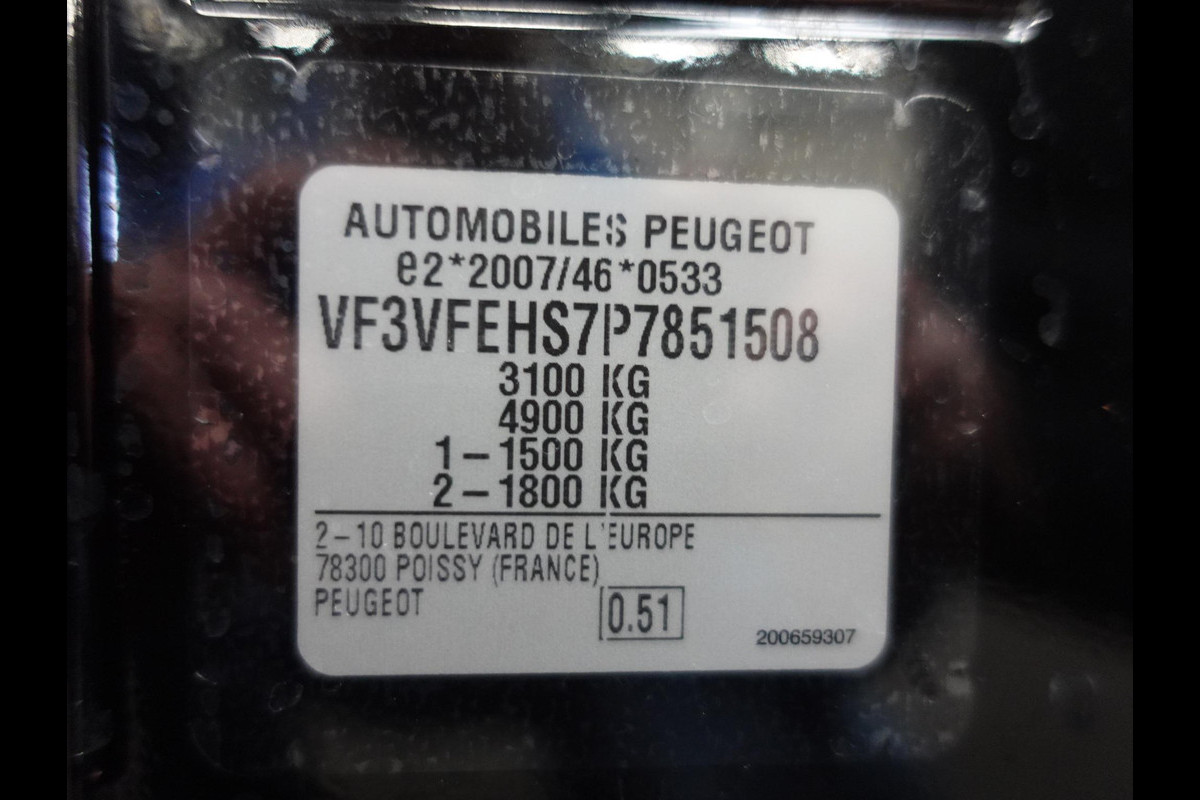 AUTOMOBILES PEUGEOT
e2*2007/46*0533
VF3VFEHS7P7851508
3100 KG
4900 KG
1-1500 KG
2-1800 KG
2-10 BOULEVARD DE L'EUROPE
78300 POISSY (FRANCE)
PEUGEOT
0.51
200659307